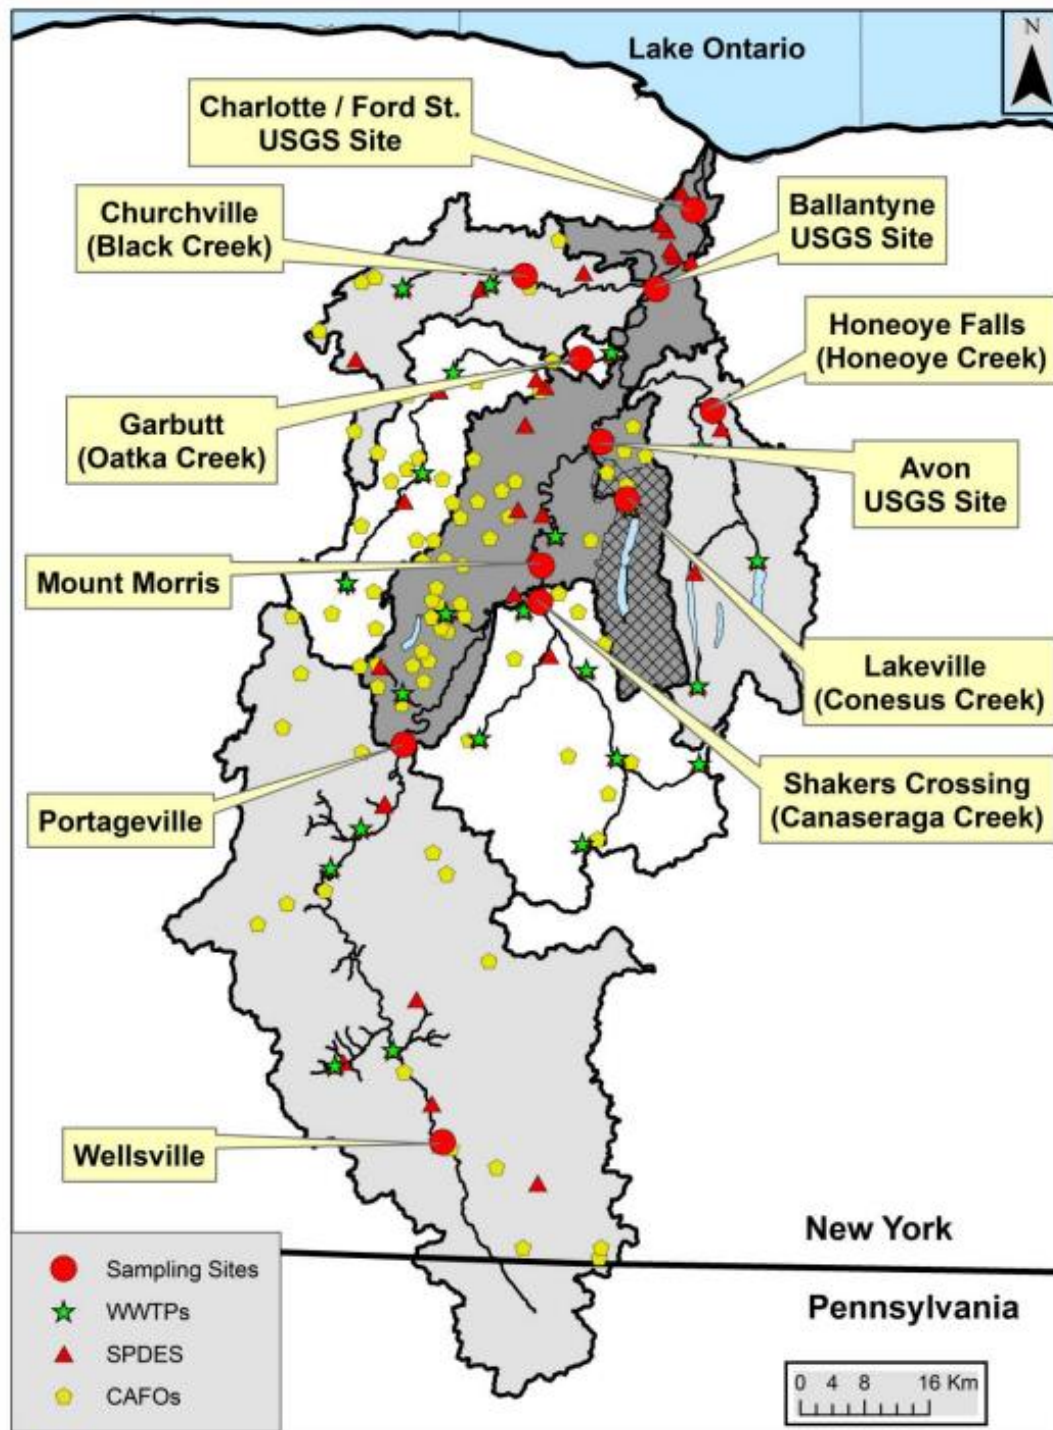 Lake Ontario
N
Charlotte / Ford St.
USGS Site
Churchville
(Black Creek)
Ballantyne
USGS Site
Honeoye Falls
(Honeoye Creek)
Garbutt
(Oatka Creek)
Avon
USGS Site
Mount Morris
Lakeville
(Conesus Creek)
Portageville
Shakers Crossing
(Canaseraga Creek)
Wellsville
New York
Pennsylvania
Sampling Sites
WWTPs
SPDES
CAFOs
0 4 8 16 Km